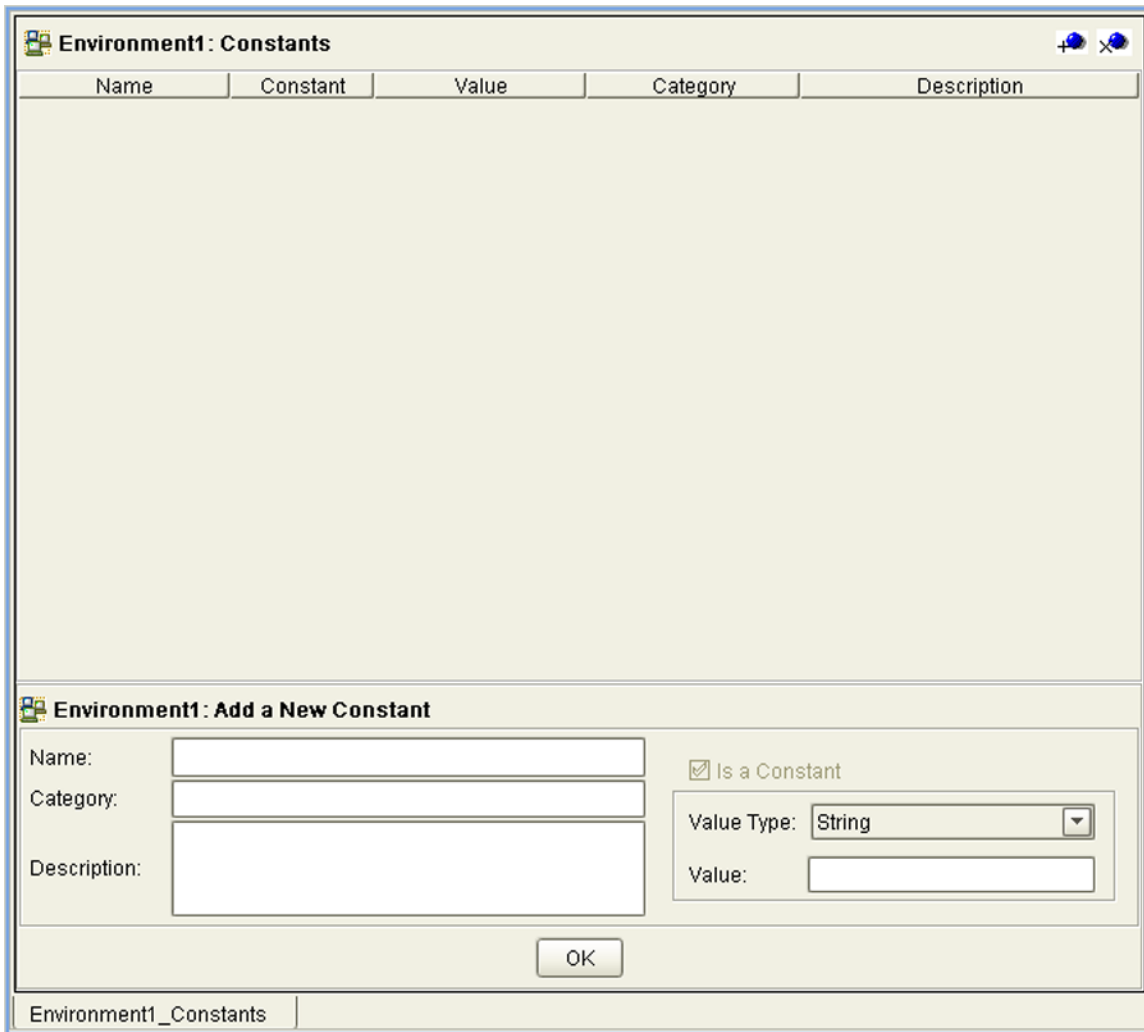 Environment1: Constants
Name Constant Value Category Description
Environment1: Add a New Constant
Name:
Is a Constant
Category:
Value Type: String
Description:
Value:
OK
Environment1_Constants